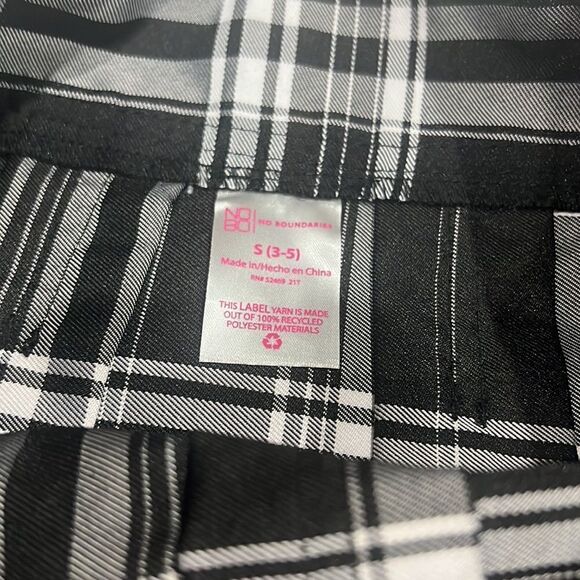 NO
BO
NO BOUNDARIES
S (3-5)
Made in/Hecho en China
RN# 52469 21T
THIS LABEL YARN IS MADE
OUT OF 100% RECYCLED
POLYESTER MATERIALS